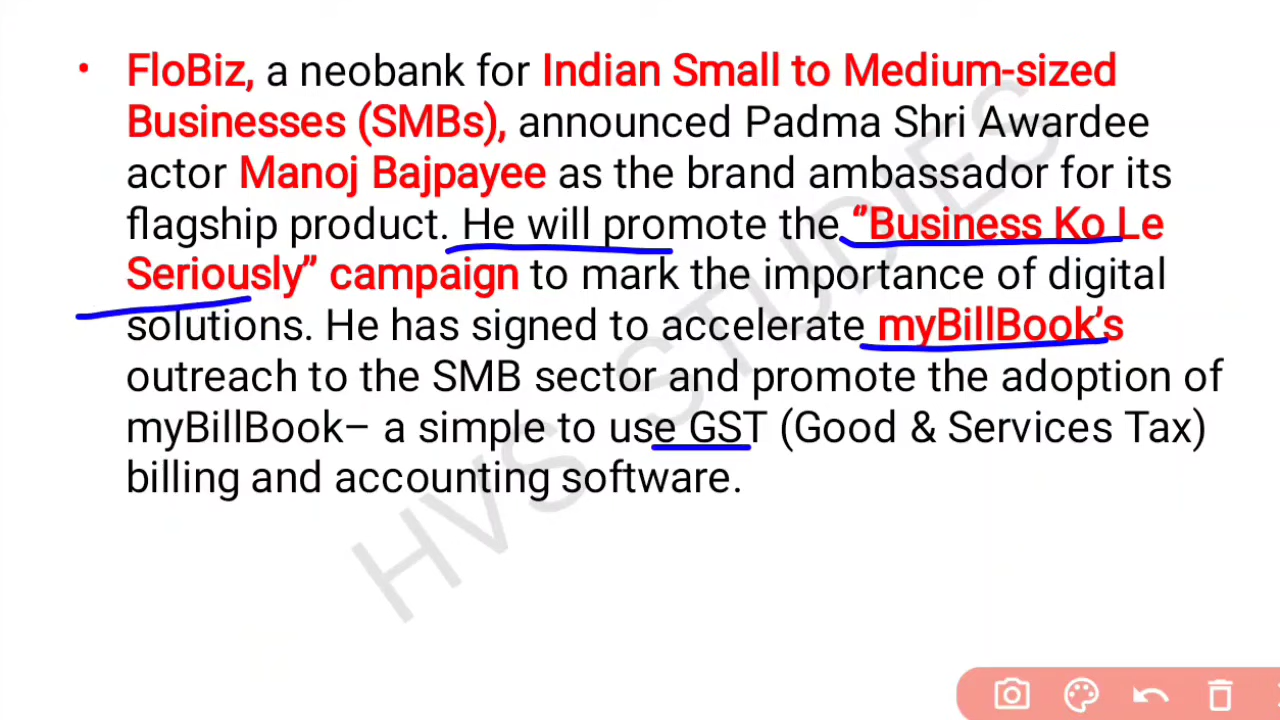 • FloBiz, a neobank for Indian Small to Medium-sized
Businesses (SMBs), announced Padma Shri Awardee
actor Manoj Bajpayee as the brand ambassador for its
flagship product. He will promote the “Business Ko Le
Seriously” campaign to mark the importance of digital
solutions. He has signed to accelerate myBillBook’s
outreach to the SMB sector and promote the adoption of
myBillBook– a simple to use GST (Good & Services Tax)
billing and accounting software.
HVS STUDIES